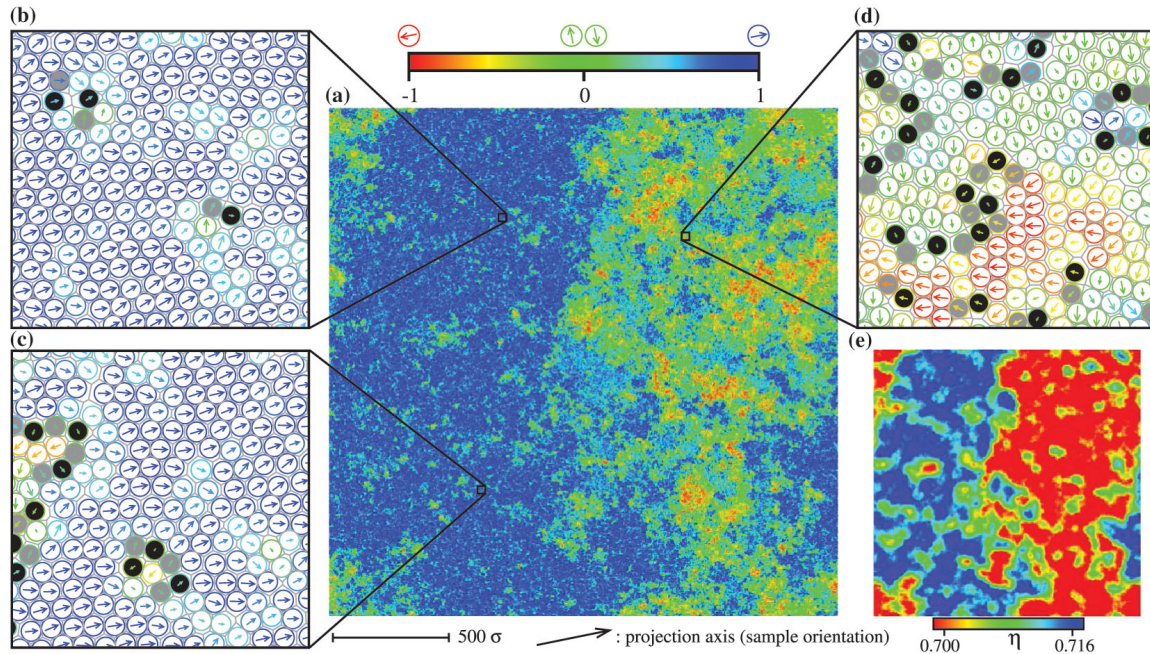 (b)
(d)
(a)
-1
0
1
(c)
(e)
500 σ
: projection axis (sample orientation)
0.700
η
0.716